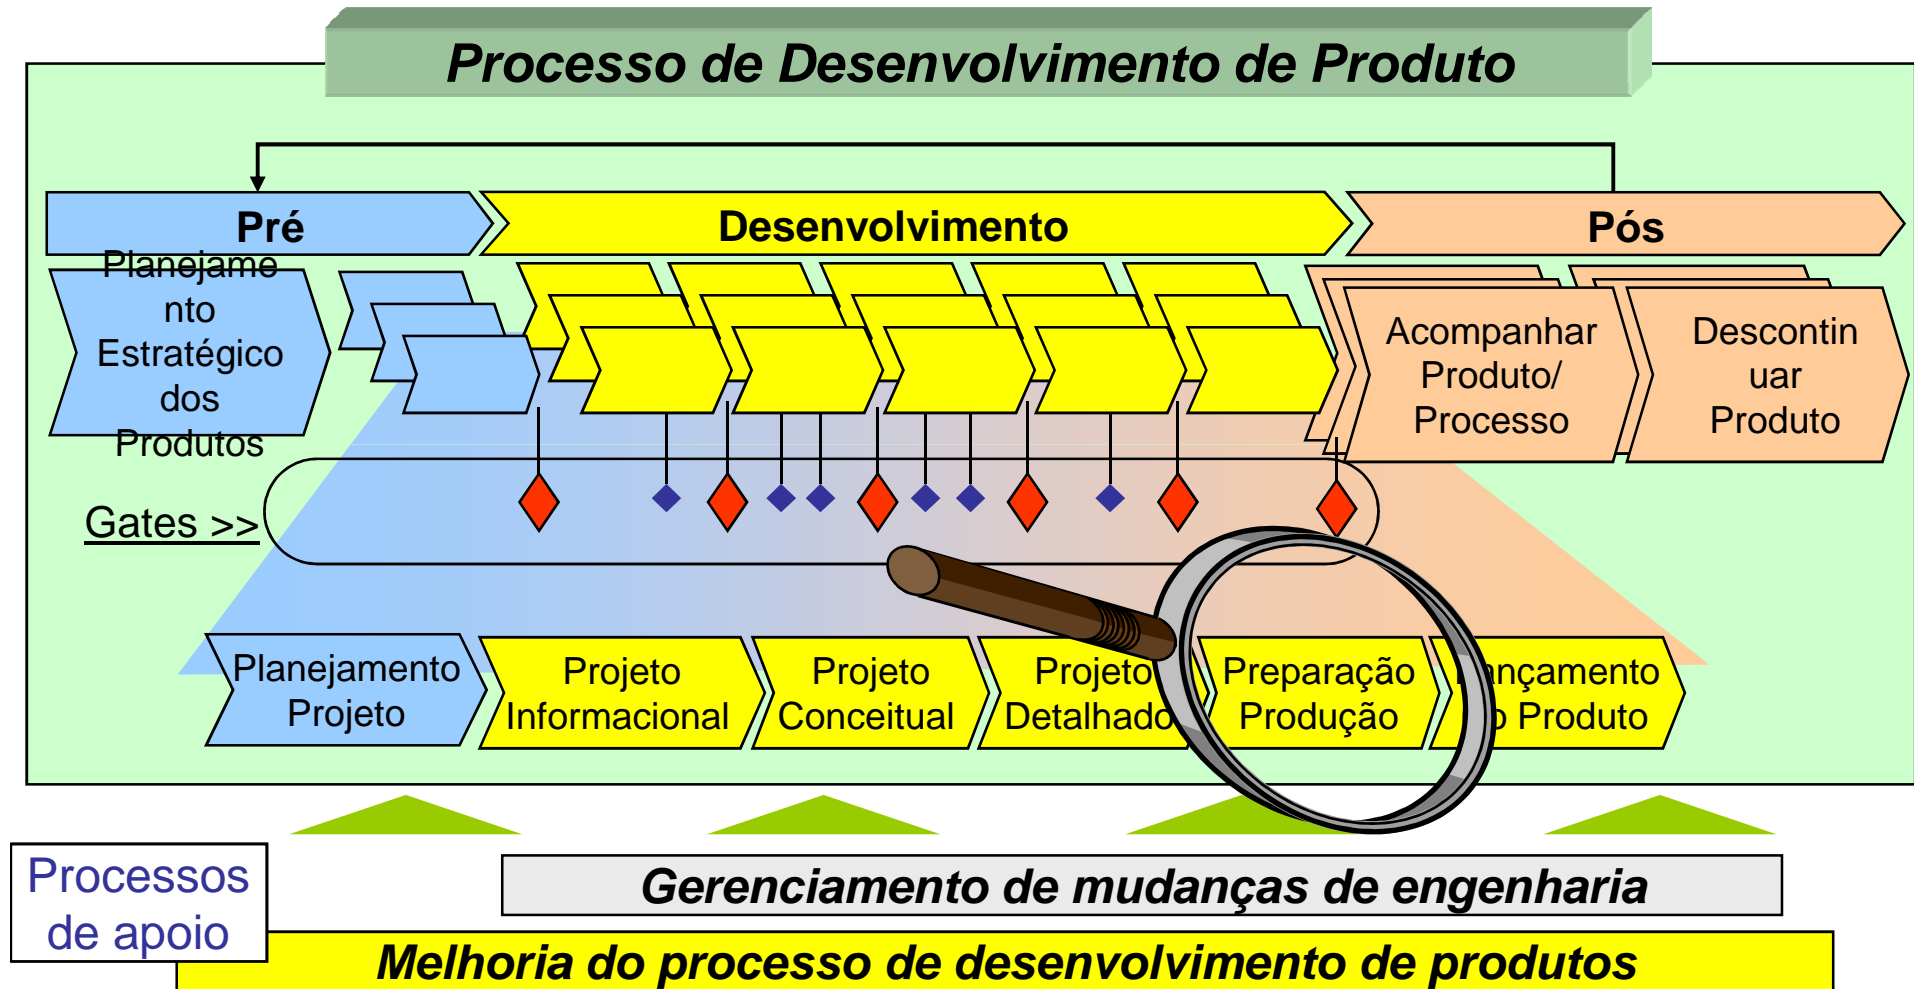 Processo de Desenvolvimento de Produto
Pré
Desenvolvimento
Pós
Planejame
nto
Estratégico
dos
Produtos
Acompanhar
Produto/
Processo
Descontin
uar
Produto
Gates >>
Planejamento
Projeto
Projeto
Informacional
Projeto
Conceitual
Projeto
Detalhado
Preparação
Produção
Lançamento
do Produto
Processos
de apoio
Gerenciamento de mudanças de engenharia
Melhoria do processo de desenvolvimento de produtos